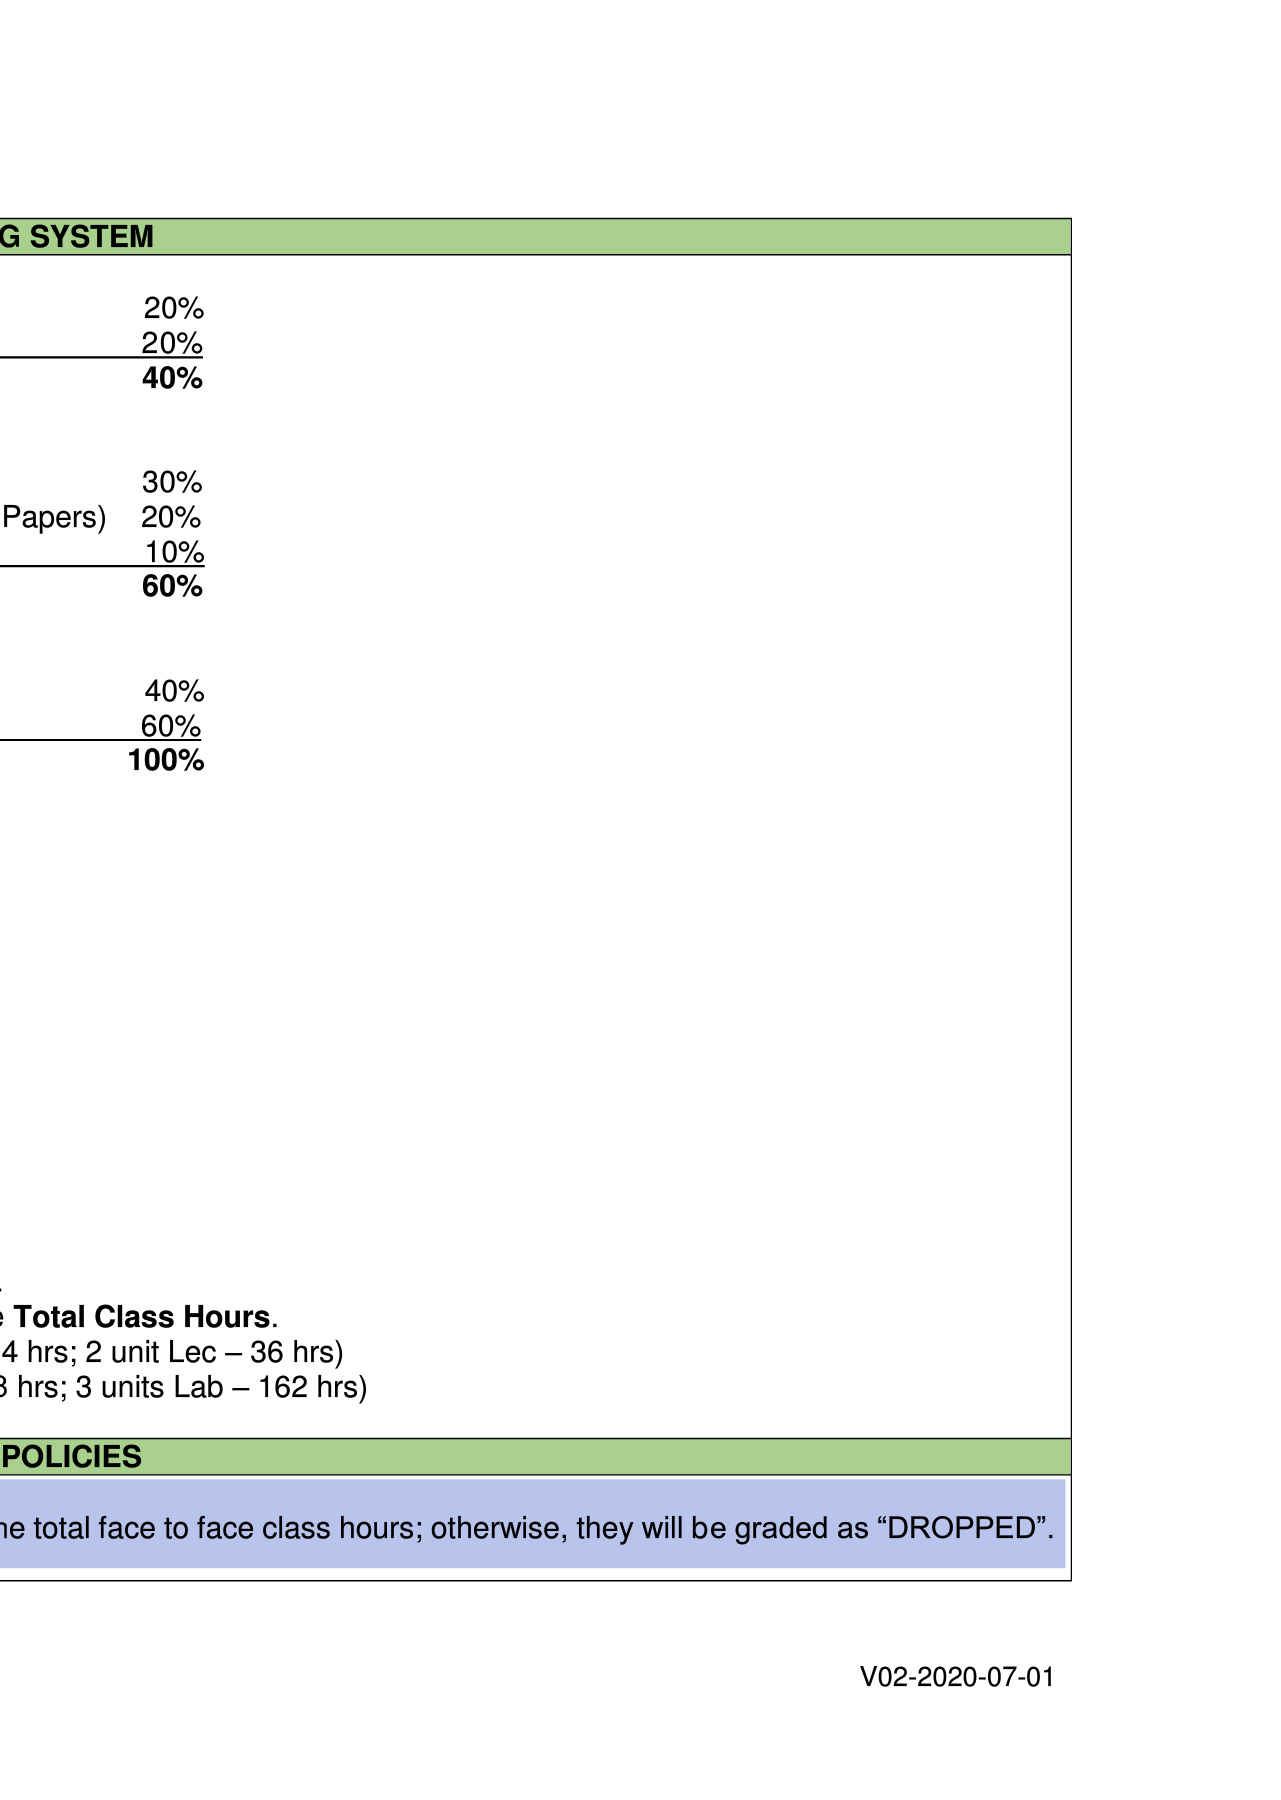 G SYSTEM
20%
20%
40%
30%
Papers) 20%
10%
60%
40%
60%
100%
.
Total Class Hours.
4 hrs; 2 unit Lec – 36 hrs)
hrs; 3 units Lab – 162 hrs)
POLICIES
he total face to face class hours; otherwise, they will be graded as “DROPPED”.
V02-2020-07-01